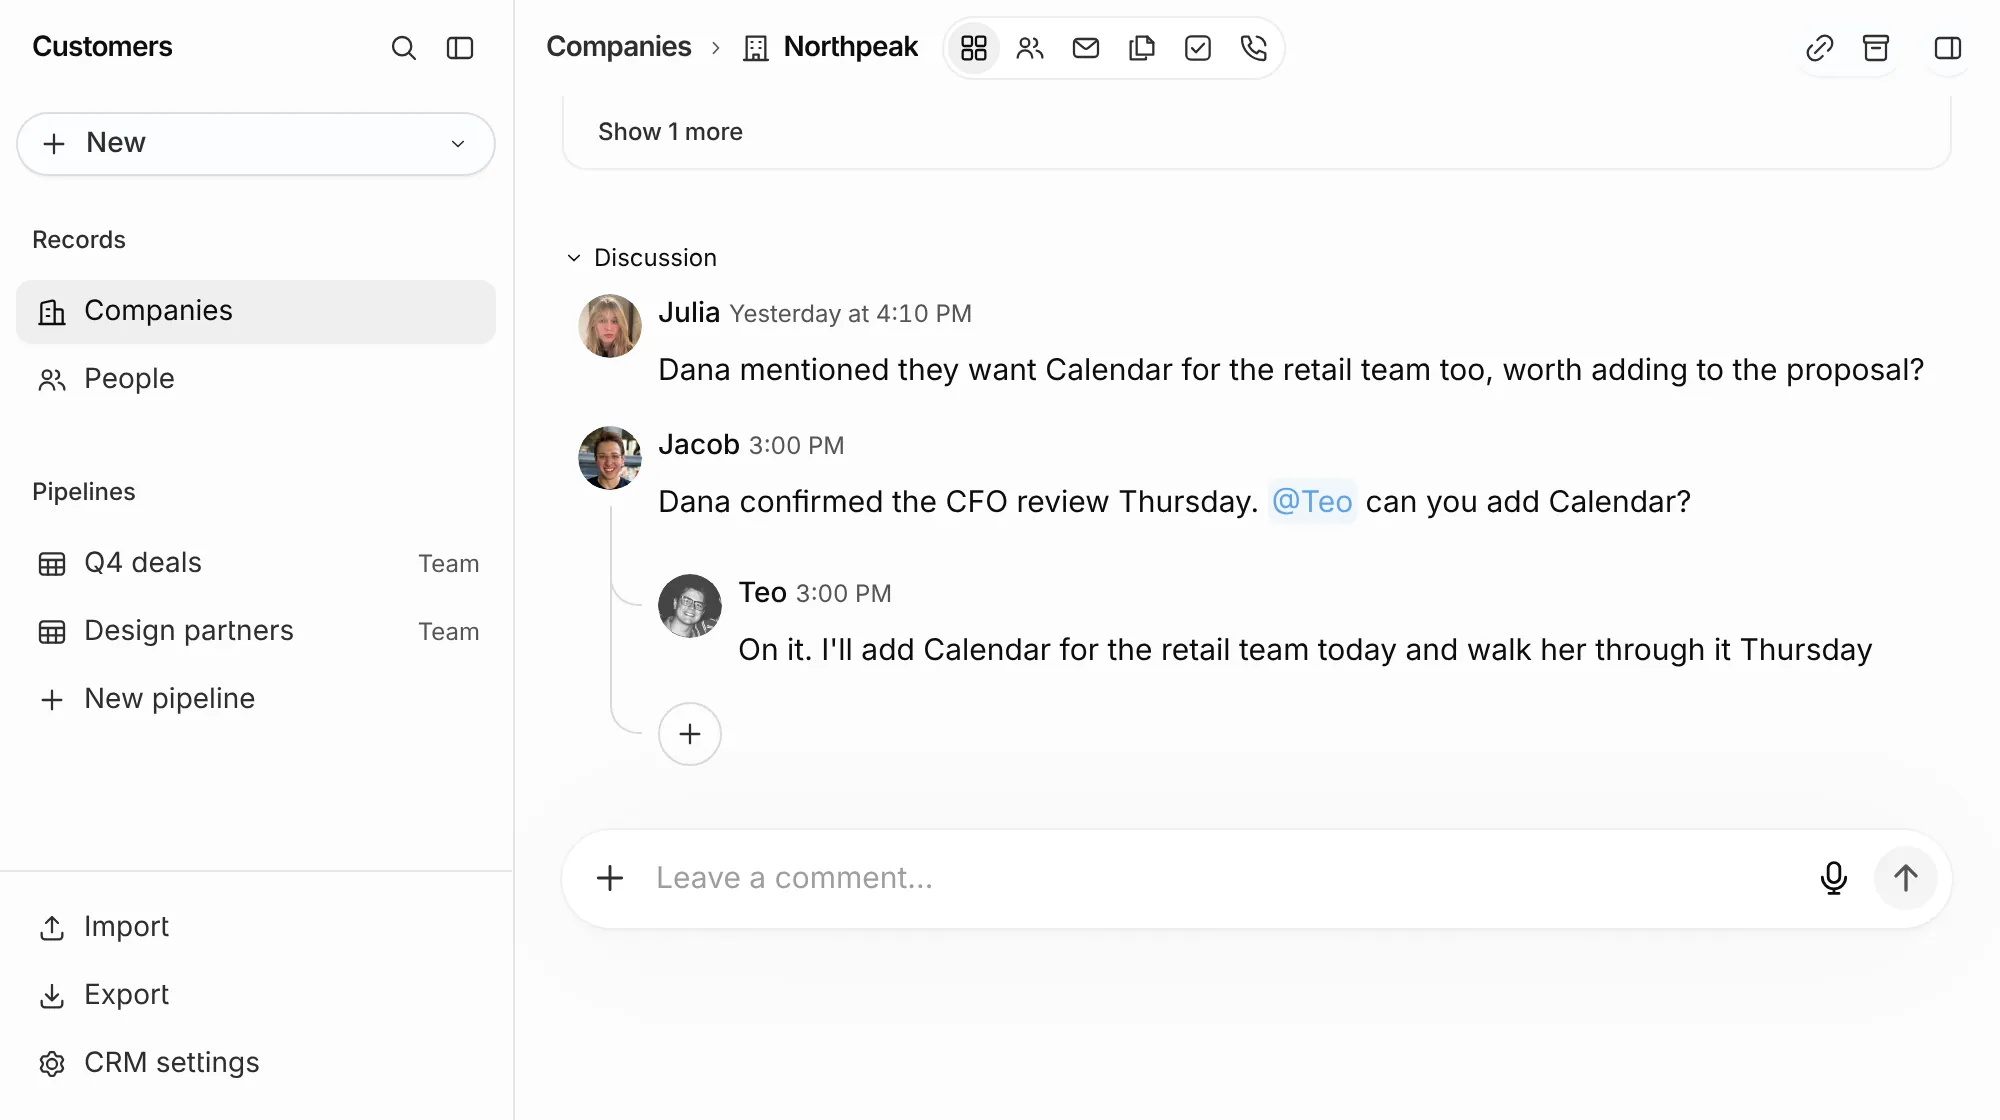 Customers
New
Records
Companies
People
Pipelines
Q4 deals Team
Design partners Team
New pipeline
Import
Export
CRM settings
Companies › Northpeak
Show 1 more
Discussion
Julia Yesterday at 4:10 PM
Dana mentioned they want Calendar for the retail team too, worth adding to the proposal?
Jacob 3:00 PM
Dana confirmed the CFO review Thursday. @Teo can you add Calendar?
Teo 3:00 PM
On it. I'll add Calendar for the retail team today and walk her through it Thursday
Leave a comment...